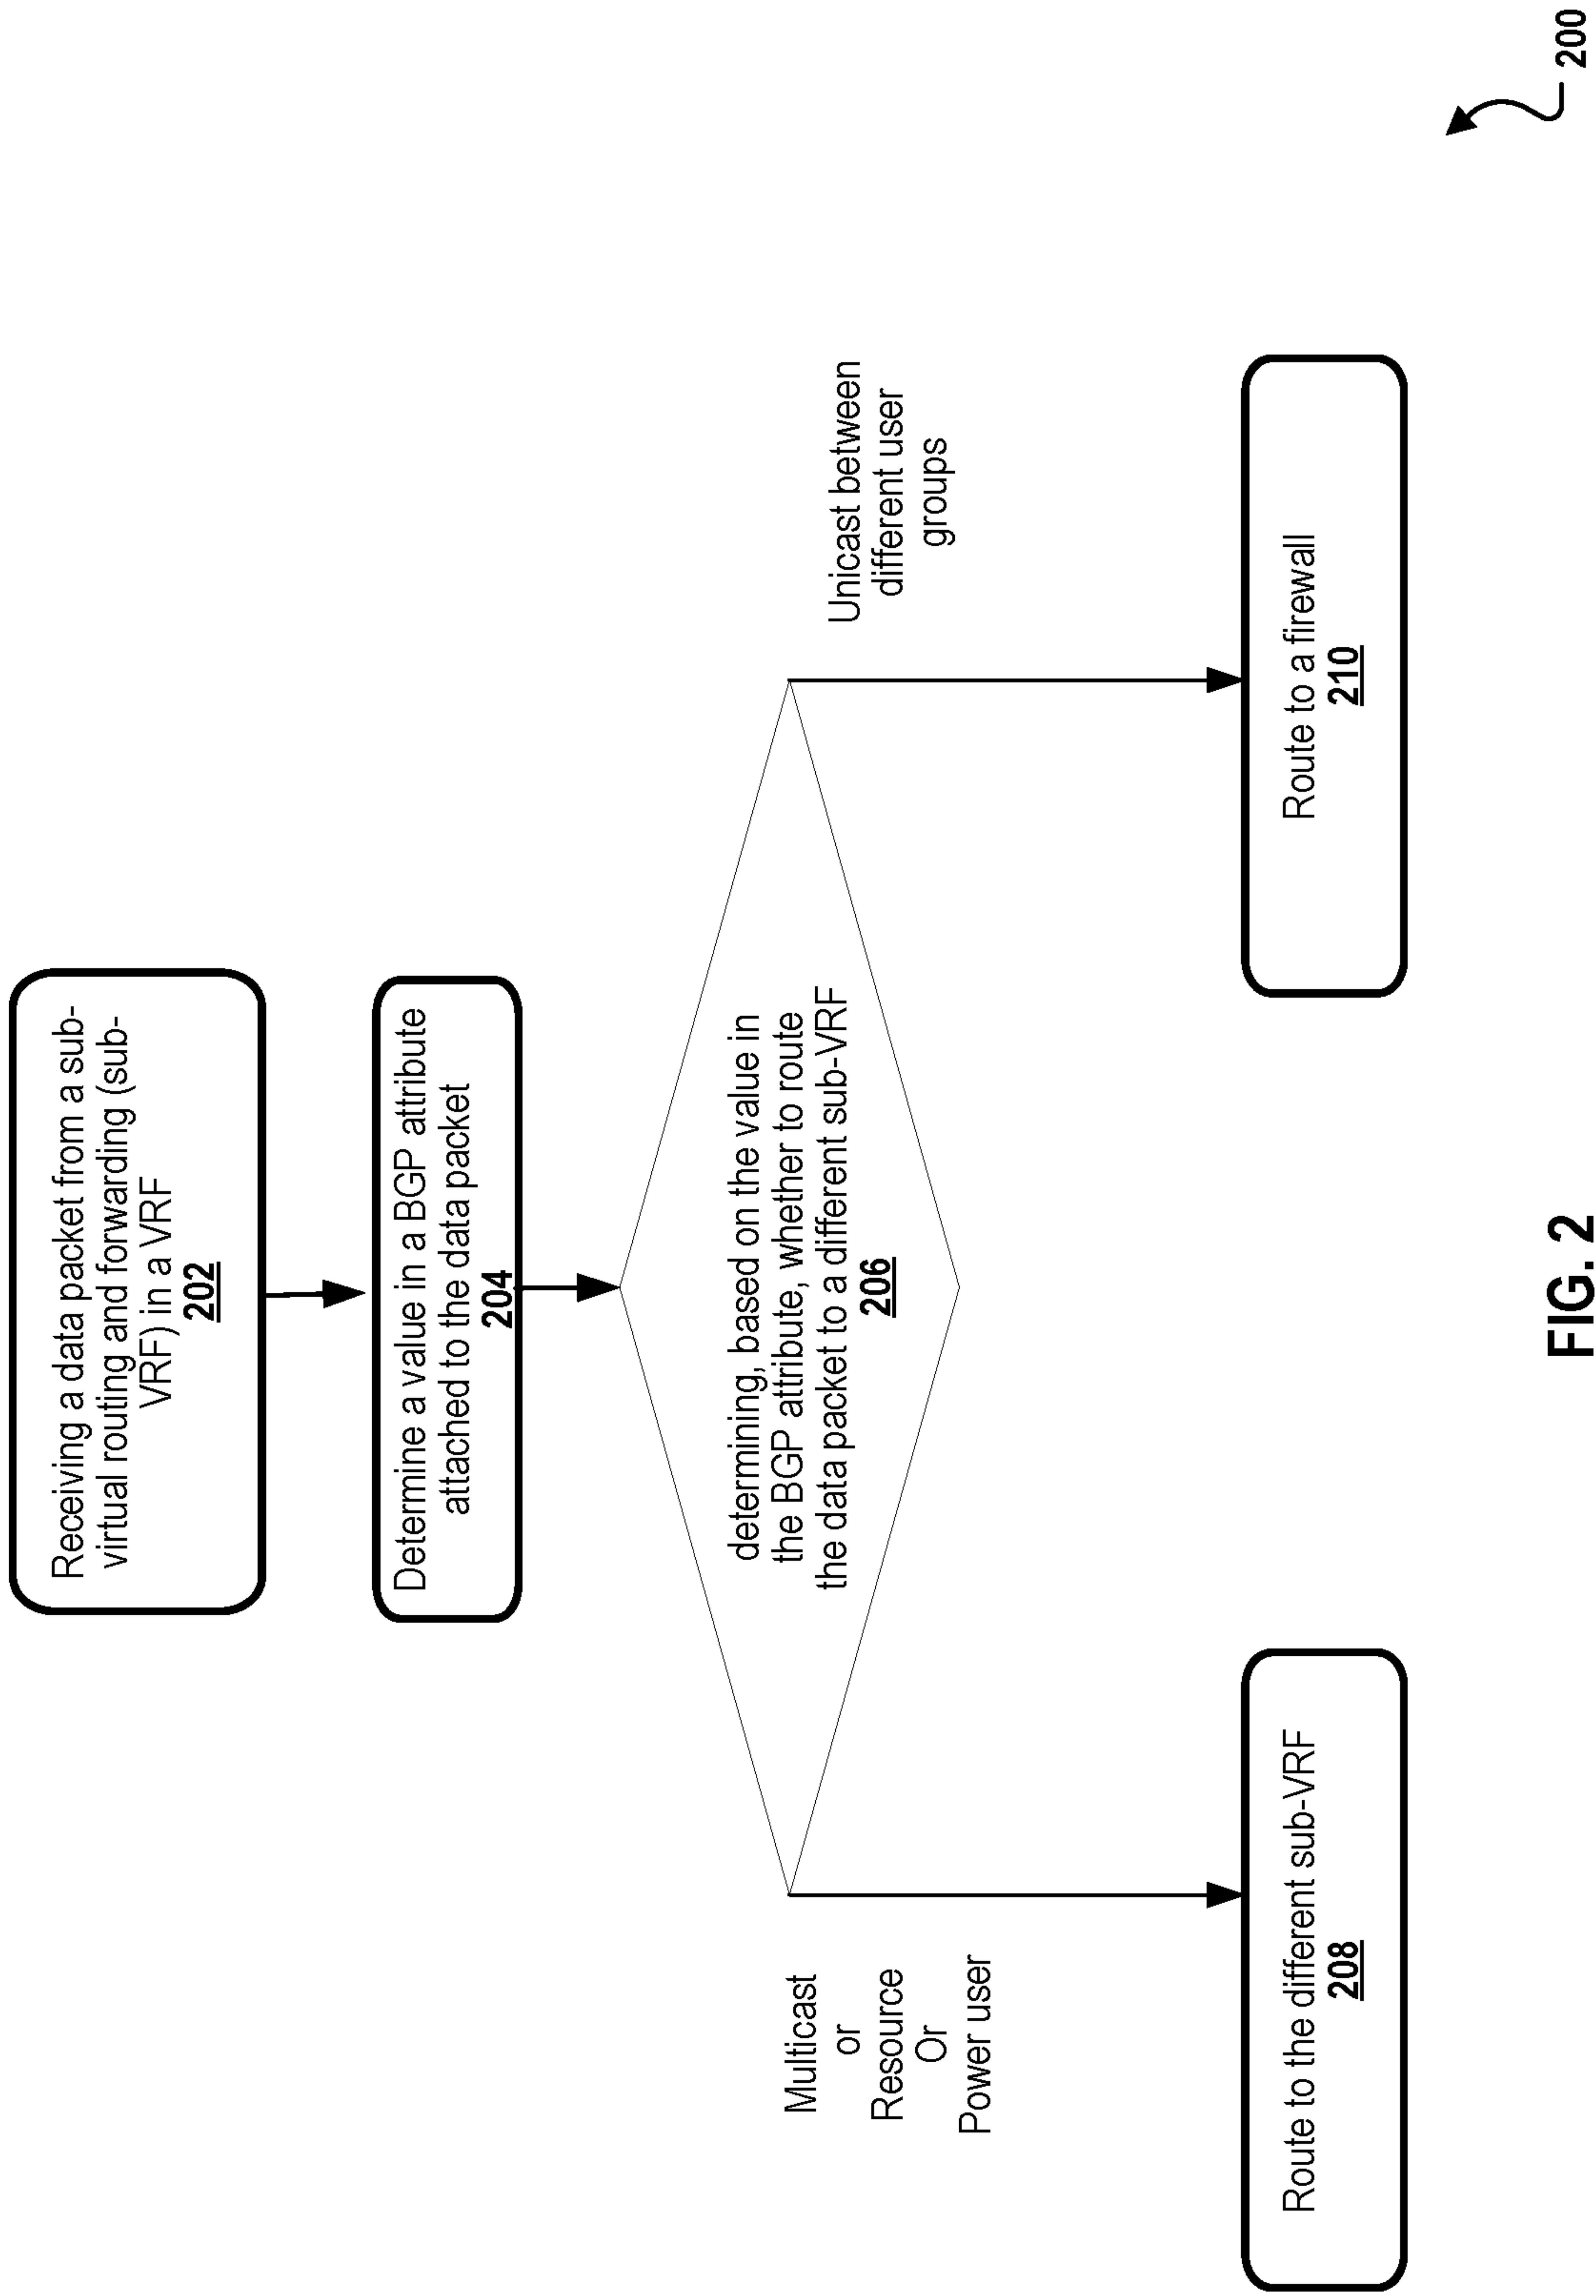 Receiving a data packet from a sub-
virtual routing and forwarding (sub-
VRF) in a VRF
202
Determine a value in a BGP attribute
attached to the data packet
204
determining, based on the value in
the BGP attribute, whether to route
the data packet to a different sub-VRF
206
Multicast
or
Resource
Or
Power user
Unicast between
different user
groups
Route to the different sub-VRF
208
Route to a firewall
210
200
FIG. 2